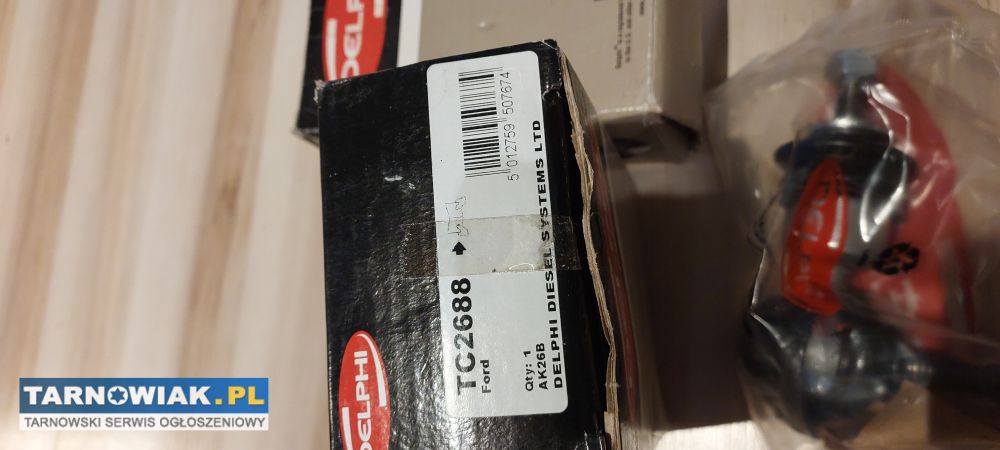 DELPHI
TC2688
Ford
Qty: 1
AK26B
DELPHI DIESEL SYSTEMS LTD
5 012759 507674
DELPHI
TARNOWIAK.PL
TARNOWSKI SERWIS OGŁOSZENIOWY